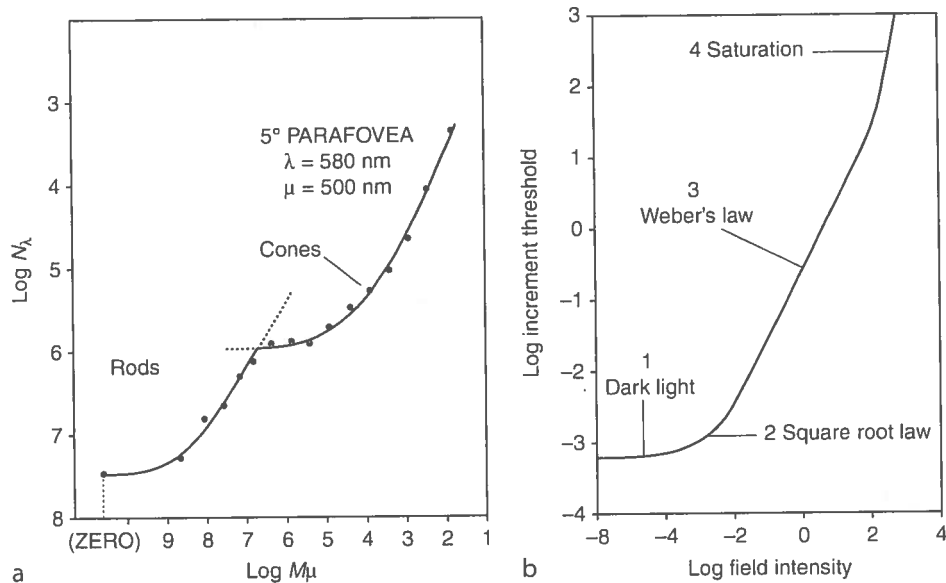 3
4
5
6
7
8
Log Nλ
5° PARAFOVEA
λ = 580 nm
μ = 500 nm
Cones
Rods
(ZERO) 9 8 7 6 5 4 3 2 1
Log Mμ
a
3
2
1
0
−1
−2
−3
−4
Log increment threshold
4 Saturation
3
Weber's law
1
Dark light
2 Square root law
−8 −6 −4 −2 0 2 4
Log field intensity
b